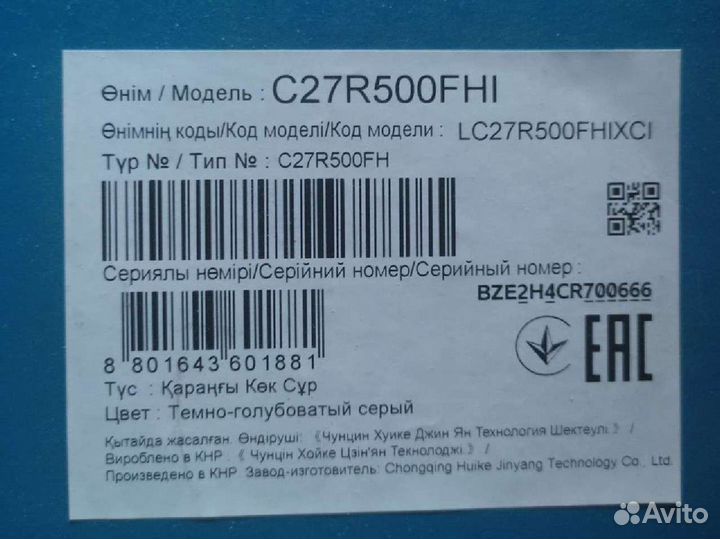 Өнім / Модель : C27R500FHI
Өнімнің коды/Код моделі/Код модели : LC27R500FHIXCI
Түр № / Тип № : C27R500FH
Сериялы нөмірі/Серійний номер/Серийный номер :
BZE2H4CR700666
8 801643 601881
EAC
Түс : Қараңғы Көк Сұр
Цвет : Темно-голубоватый серый
Қытайда жасалған. Өндіруші: 《Чунцин Хуике Джин Ян Технология Шектеулі.》 /
Вироблено в КНР . 《 Чунцін Хойке Цзін'ян Текнолоджі.》 /
Произведено в КНР Завод-изготовитель: Chongqing Huike Jinyang Technology Co., Ltd.
Avito